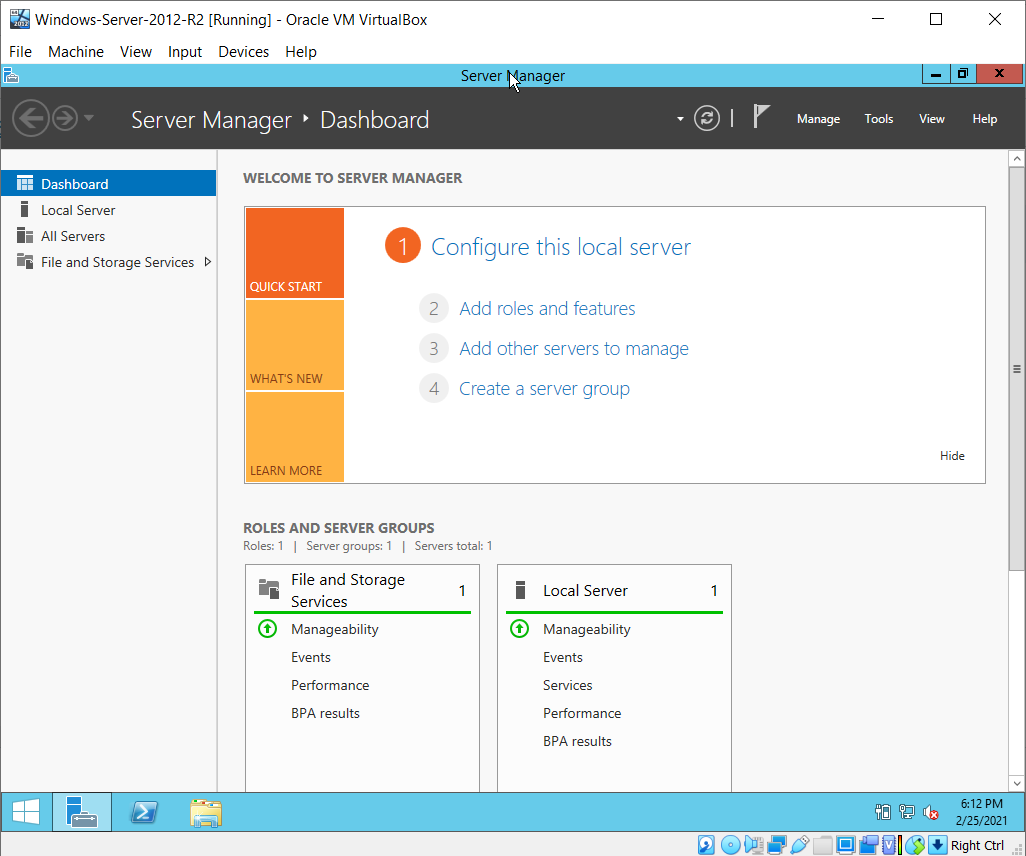 Windows-Server-2012-R2 [Running] - Oracle VM VirtualBox
File Machine View Input Devices Help
Server Manager
Server Manager ‣ Dashboard
Manage Tools View Help
Dashboard
Local Server
All Servers
File and Storage Services
WELCOME TO SERVER MANAGER
QUICK START
WHAT'S NEW
LEARN MORE
1 Configure this local server
2 Add roles and features
3 Add other servers to manage
4 Create a server group
Hide
ROLES AND SERVER GROUPS
Roles: 1 | Server groups: 1 | Servers total: 1
File and Storage
Services 1
Manageability
Events
Performance
BPA results
Local Server 1
Manageability
Events
Services
Performance
BPA results
6:12 PM
2/25/2021
Right Ctrl